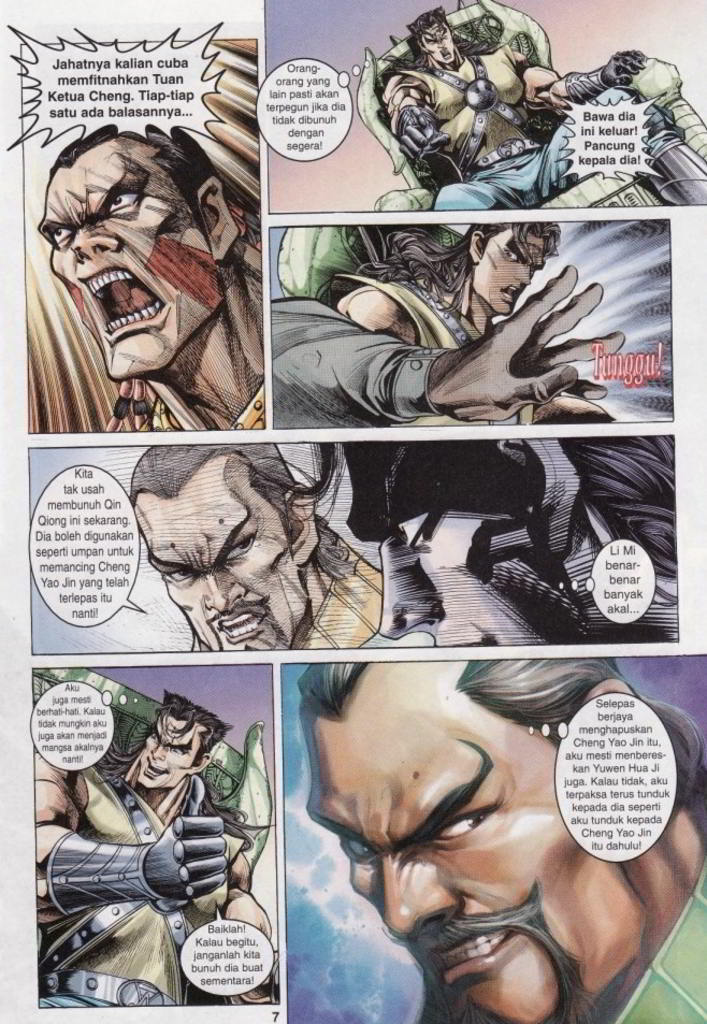 Jahatnya kalian cuba
memfitnahkan Tuan
Ketua Cheng. Tiap-tiap
satu ada balasannya...
Orang-
orang yang
lain pasti akan
terpegun jika dia
tidak dibunuh
dengan
segera!
Bawa dia
ini keluar!
Pancung
kepala dia!
Tunggu!
Kita
tak usah
membunuh Qin
Qiong ini sekarang.
Dia boleh digunakan
seperti umpan untuk
memancing Cheng
Yao Jin yang telah
terlepas itu
nanti!
Li Mi
benar-
benar
banyak
akal...
Aku
juga mesti
berhati-hati. Kalau
tidak mungkin aku
juga akan menjadi
mangsa akalnya
nanti!
Baiklah!
Kalau begitu,
janganlah kita
bunuh dia buat
sementara!
Selepas
berjaya
menghapuskan
Cheng Yao Jin itu,
aku mesti membereskan
Yuwen Hua Ji
juga. Kalau tidak, aku
terpaksa terus tunduk
kepada dia seperti
aku tunduk kepada
Cheng Yao Jin
itu dahulu!
7